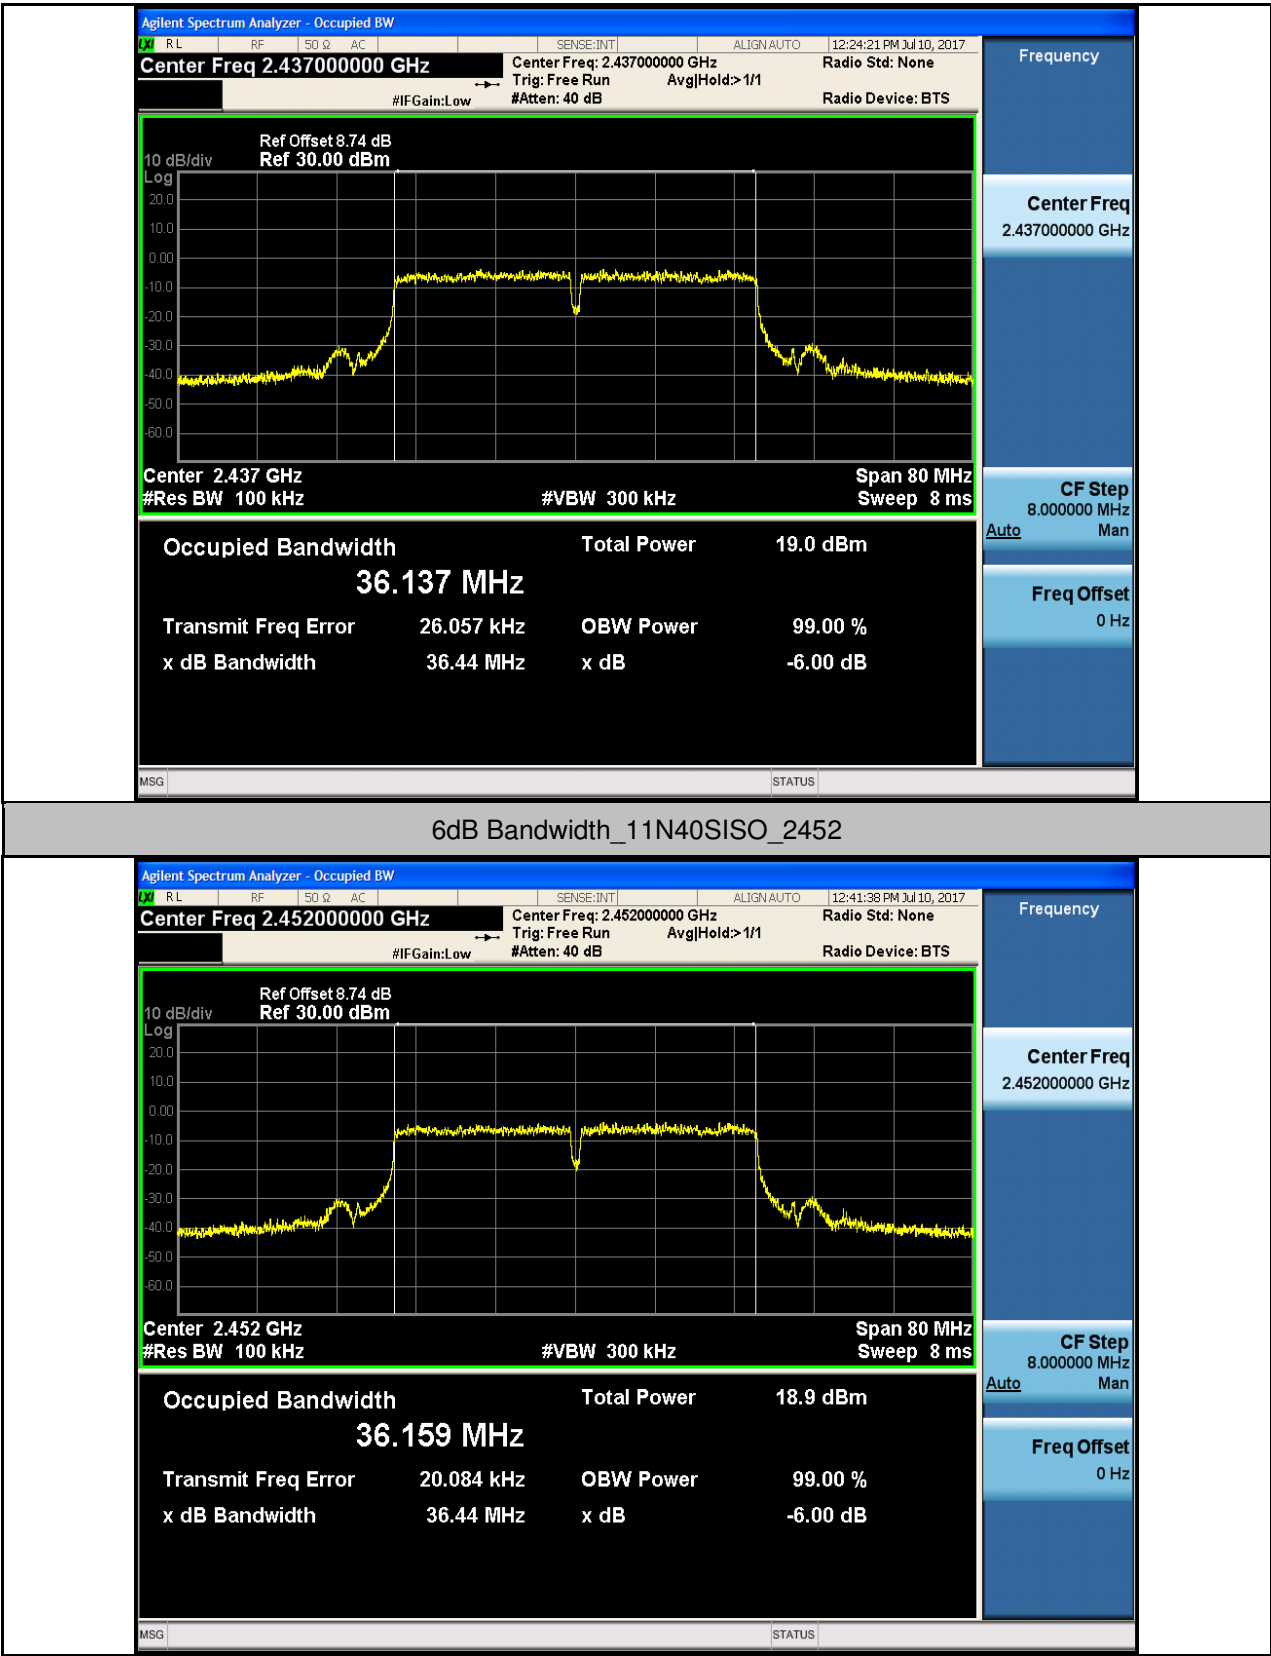 Agilent Spectrum Analyzer - Occupied BW
LXI RL RF 50 Ω AC SENSE:INT ALIGN AUTO 12:24:21 PM Jul 10, 2017
Center Freq 2.437000000 GHz
Center Freq: 2.437000000 GHz Radio Std: None
Trig: Free Run Avg|Hold:>1/1
#IFGain:Low #Atten: 40 dB Radio Device: BTS
Frequency
Ref Offset 8.74 dB
10 dB/div Ref 30.00 dBm
Log
20.0
10.0
0.00
-10.0
-20.0
-30.0
-40.0
-50.0
-60.0
Center Freq
2.437000000 GHz
Center 2.437 GHz Span 80 MHz
#Res BW 100 kHz #VBW 300 kHz Sweep 8 ms
CF Step
8.000000 MHz
Auto Man
Freq Offset
0 Hz
Occupied Bandwidth Total Power 19.0 dBm
36.137 MHz
Transmit Freq Error 26.057 kHz OBW Power 99.00 %
x dB Bandwidth 36.44 MHz x dB -6.00 dB
MSG STATUS
6dB Bandwidth_11N40SISO_2452
Agilent Spectrum Analyzer - Occupied BW
LXI RL RF 50 Ω AC SENSE:INT ALIGN AUTO 12:41:38 PM Jul 10, 2017
Center Freq 2.452000000 GHz
Center Freq: 2.452000000 GHz Radio Std: None
Trig: Free Run Avg|Hold:>1/1
#IFGain:Low #Atten: 40 dB Radio Device: BTS
Frequency
Ref Offset 8.74 dB
10 dB/div Ref 30.00 dBm
Log
20.0
10.0
0.00
-10.0
-20.0
-30.0
-40.0
-50.0
-60.0
Center Freq
2.452000000 GHz
Center 2.452 GHz Span 80 MHz
#Res BW 100 kHz #VBW 300 kHz Sweep 8 ms
CF Step
8.000000 MHz
Auto Man
Freq Offset
0 Hz
Occupied Bandwidth Total Power 18.9 dBm
36.159 MHz
Transmit Freq Error 20.084 kHz OBW Power 99.00 %
x dB Bandwidth 36.44 MHz x dB -6.00 dB
MSG STATUS